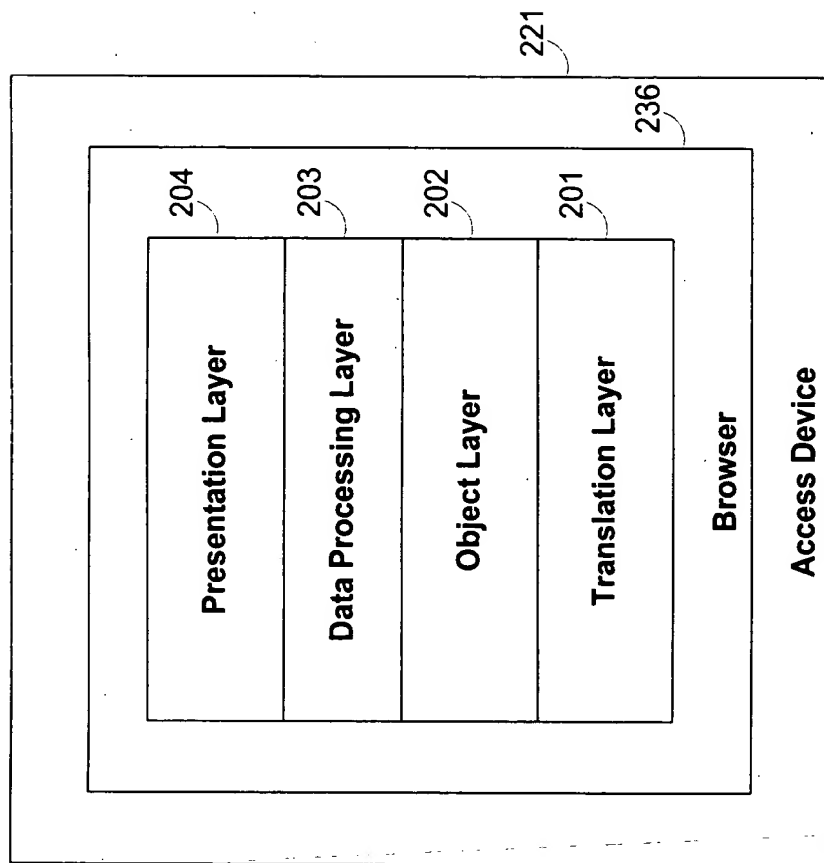 204
Presentation Layer
203
Data Processing Layer
202
Object Layer
201
Translation Layer
236
Browser
221
Access Device